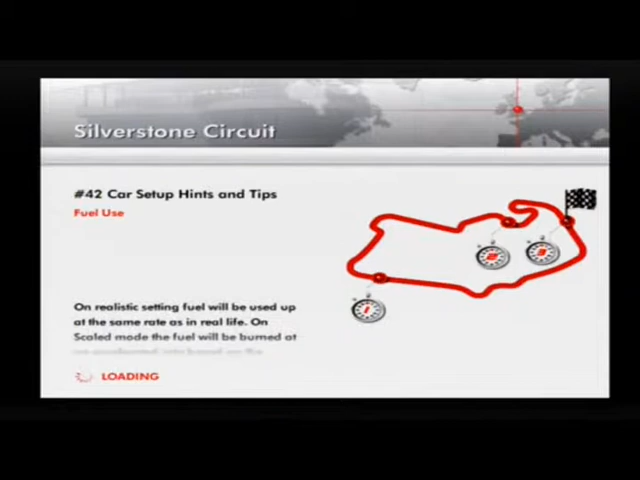 Silverstone Circuit
#42 Car Setup Hints and Tips
Fuel Use
On realistic setting fuel will be used up
at the same rate as in real life. On
Scaled mode the fuel will be burned at
LOADING